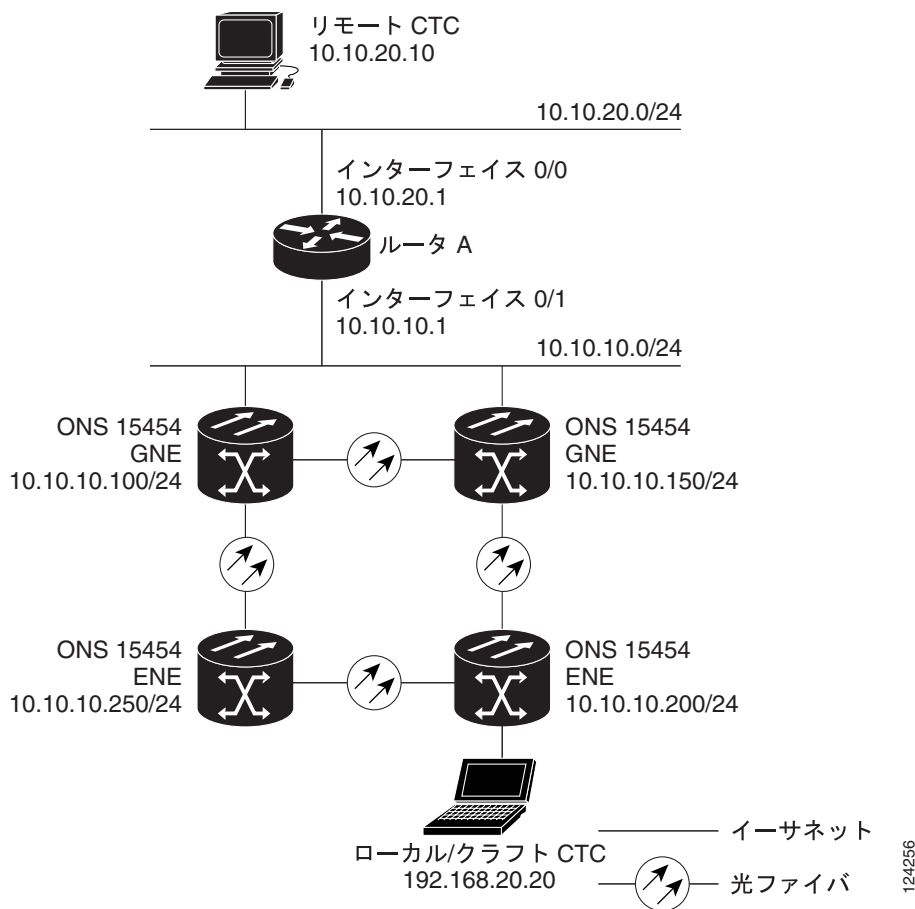 リモート CTC
10.10.20.10
10.10.20.0/24
インターフェイス 0/0
10.10.20.1
ルータ A
インターフェイス 0/1
10.10.10.1
10.10.10.0/24
ONS 15454
GNE
10.10.10.100/24
ONS 15454
GNE
10.10.10.150/24
ONS 15454
ENE
10.10.10.250/24
ONS 15454
ENE
10.10.10.200/24
ローカル/クラフト CTC
192.168.20.20
イーサネット
光ファイバ
124256